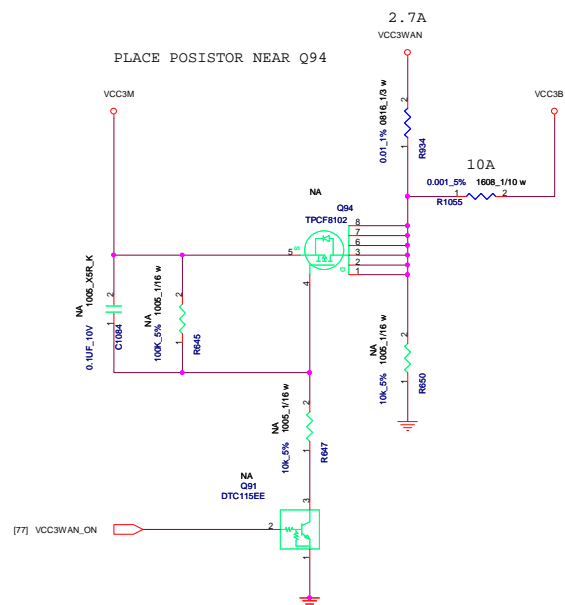 2.7A
VCC3WAN
PLACE POSISTOR NEAR Q94
VCC3M
VCC3B
2
0.01_1% 0816_1/3 w
1
R934
10A
0.001_5% 1608_1/10 w
1
2
R1055
NA
Q94
TPCF8102
8
7
6
5
S
3
2
D
1
4
2
NA 1005_X5R_K
1
0.1UF_10V
C1084
2
NA 1005_1/16 w
100K_5%
1
R645
2
NA 1005_1/16 w
10k_5%
1
R650
2
NA 1005_1/16 w
10k_5%
1
R647
NA
Q91
DTC115EE
3
[77] VCC3WAN_ON
2
1